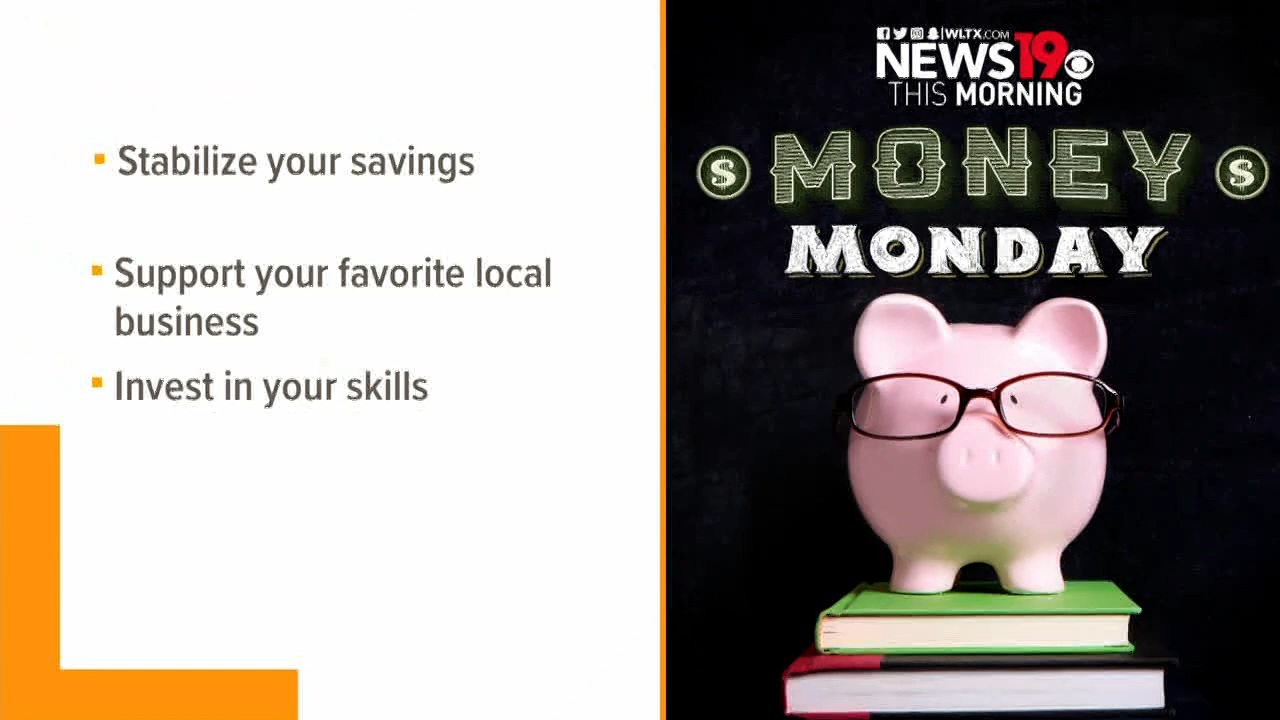 Stabilize your savings
Support your favorite local
business
Invest in your skills
WLTX.COM
NEWS19
THIS MORNING
$ MONEY $
MONDAY